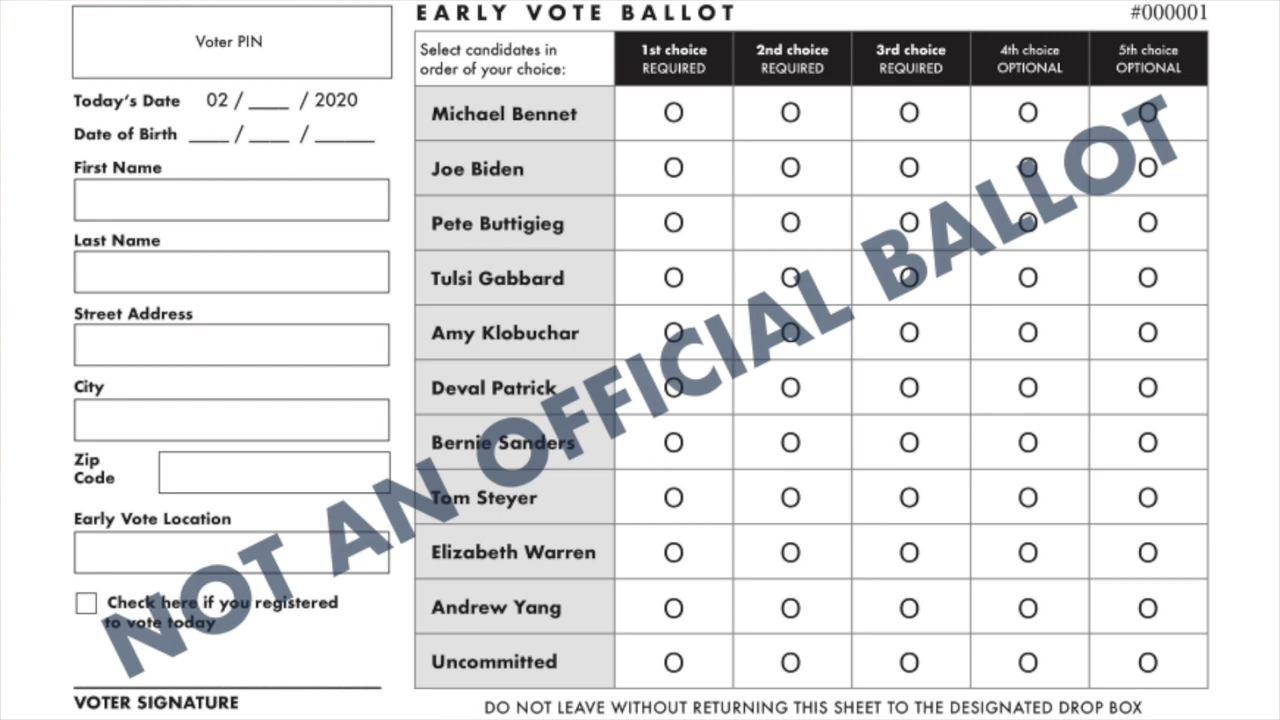 Voter PIN
Today's Date 02 / ____ / 2020
Date of Birth ____ / ____ / ______
First Name
Last Name
Street Address
City
Zip
Code
Early Vote Location
Check here if you registered
to vote today
VOTER SIGNATURE
EARLY VOTE BALLOT
#000001
Select candidates in
order of your choice:
1st choice
REQUIRED
2nd choice
REQUIRED
3rd choice
REQUIRED
4th choice
OPTIONAL
5th choice
OPTIONAL
Michael Bennet O O O O O
Joe Biden O O O O O
Pete Buttigieg O O O O O
Tulsi Gabbard O O O O O
Amy Klobuchar O O O O O
Deval Patrick O O O O O
Bernie Sanders O O O O O
Tom Steyer O O O O O
Elizabeth Warren O O O O O
Andrew Yang O O O O O
Uncommitted O O O O O
DO NOT LEAVE WITHOUT RETURNING THIS SHEET TO THE DESIGNATED DROP BOX
NOT AN OFFICIAL BALLOT